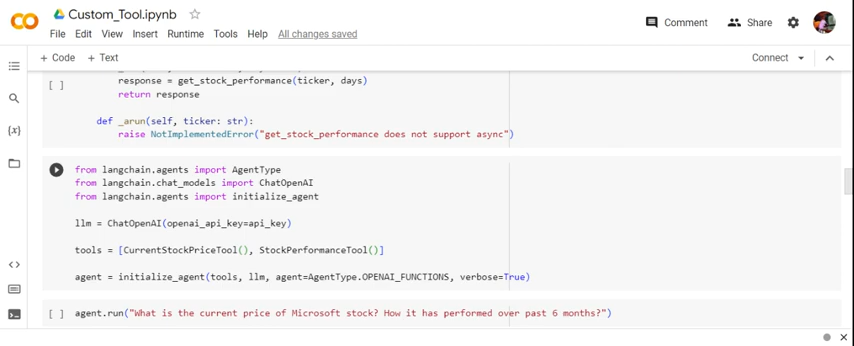 Custom_Tool.ipynb
File Edit View Insert Runtime Tools Help All changes saved
Comment Share
+ Code + Text
Connect
[ ]
response = get_stock_performance(ticker, days)
return response
def _arun(self, ticker: str):
raise NotImplementedError("get_stock_performance does not support async")
from langchain.agents import AgentType
from langchain.chat_models import ChatOpenAI
from langchain.agents import initialize_agent
llm = ChatOpenAI(openai_api_key=api_key)
tools = [CurrentStockPriceTool(), StockPerformanceTool()]
agent = initialize_agent(tools, llm, agent=AgentType.OPENAI_FUNCTIONS, verbose=True)
[ ] agent.run("What is the current price of Microsoft stock? How it has performed over past 6 months?")